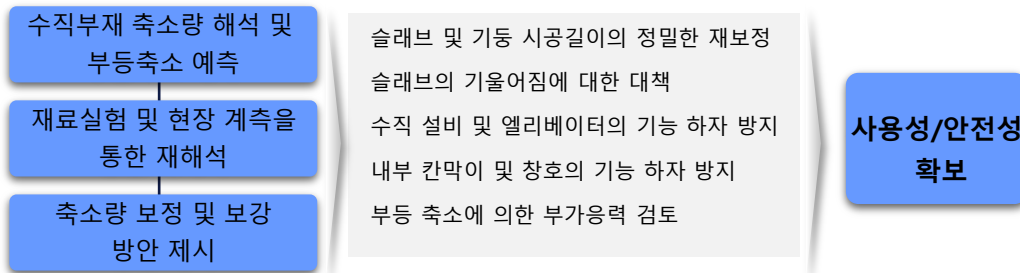 수직부재 축소량 해석 및
부등축소 예측
재료실험 및 현장 계측을
통한 재해석
축소량 보정 및 보강
방안 제시
슬래브 및 기둥 시공길이의 정밀한 재보정
슬래브의 기울어짐에 대한 대책
수직 설비 및 엘리베이터의 기능 하자 방지
내부 칸막이 및 창호의 기능 하자 방지
부등 축소에 의한 부가응력 검토
사용성/안전성
확보